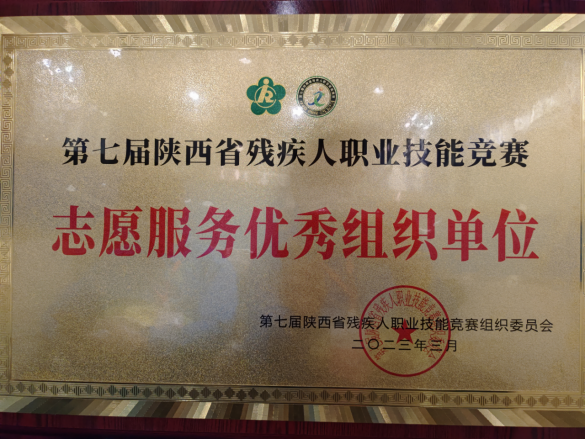 第七届陕西省残疾人职业技能竞赛
志愿服务优秀组织单位
第七届陕西省残疾人职业技能竞赛组织委员会
二〇二三年三月